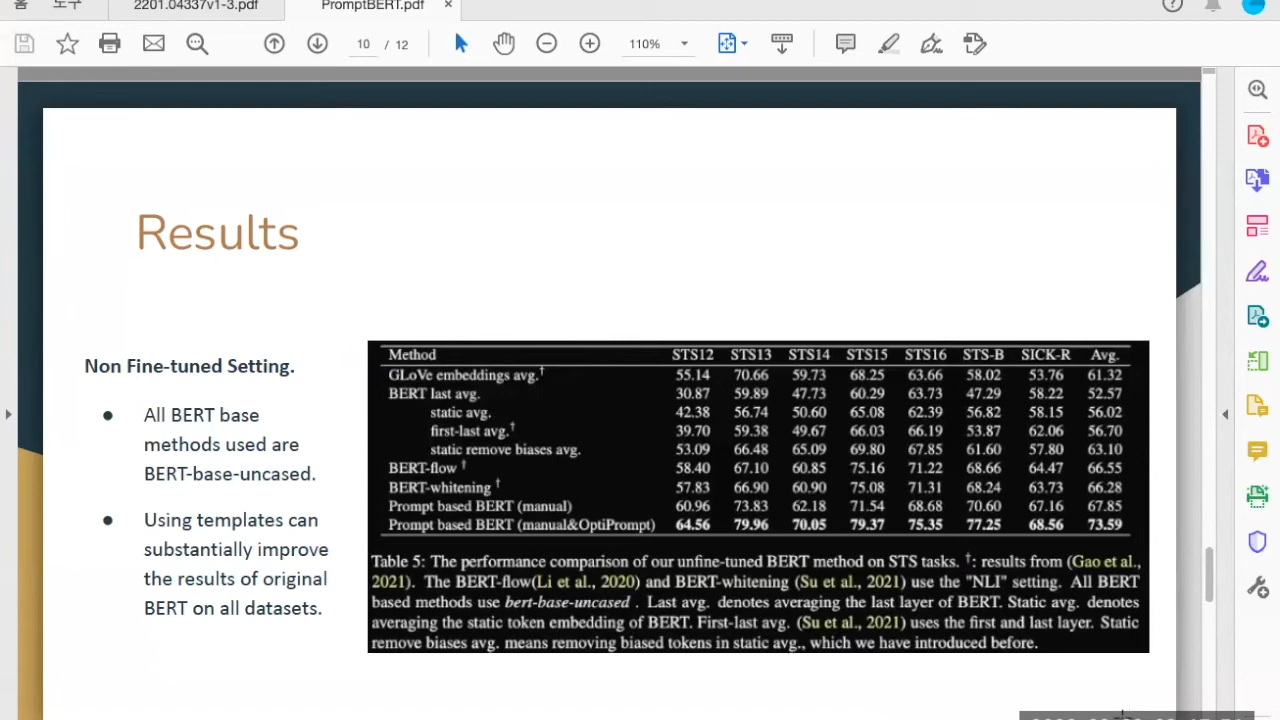 홈 도구 2201.04337v1-3.pdf PromptBERT.pdf ×
10 / 12 110%
Results
Non Fine-tuned Setting.
● All BERT base
methods used are
BERT-base-uncased.
● Using templates can
substantially improve
the results of original
BERT on all datasets.
Method STS12 STS13 STS14 STS15 STS16 STS-B SICK-R Avg.
GLoVe embeddings avg.† 55.14 70.66 59.73 68.25 63.66 58.02 53.76 61.32
BERT last avg. 30.87 59.89 47.73 60.29 63.73 47.29 58.22 52.57
static avg. 42.38 56.74 50.60 65.08 62.39 56.82 58.15 56.02
first-last avg.† 39.70 59.38 49.67 66.03 66.19 53.87 62.06 56.70
static remove biases avg. 53.09 66.48 65.09 69.80 67.85 61.60 57.80 63.10
BERT-flow † 58.40 67.10 60.85 75.16 71.22 68.66 64.47 66.55
BERT-whitening † 57.83 66.90 60.90 75.08 71.31 68.24 63.73 66.28
Prompt based BERT (manual) 60.96 73.83 62.18 71.54 68.68 70.60 67.16 67.85
Prompt based BERT (manual&OptiPrompt) 64.56 79.96 70.05 79.37 75.35 77.25 68.56 73.59
Table 5: The performance comparison of our unfine-tuned BERT method on STS tasks. †: results from (Gao et al.,
2021). The BERT-flow(Li et al., 2020) and BERT-whitening (Su et al., 2021) use the "NLI" setting. All BERT
based methods use bert-base-uncased . Last avg. denotes averaging the last layer of BERT. Static avg. denotes
averaging the static token embedding of BERT. First-last avg. (Su et al., 2021) uses the first and last layer. Static
remove biases avg. means removing biased tokens in static avg., which we have introduced before.